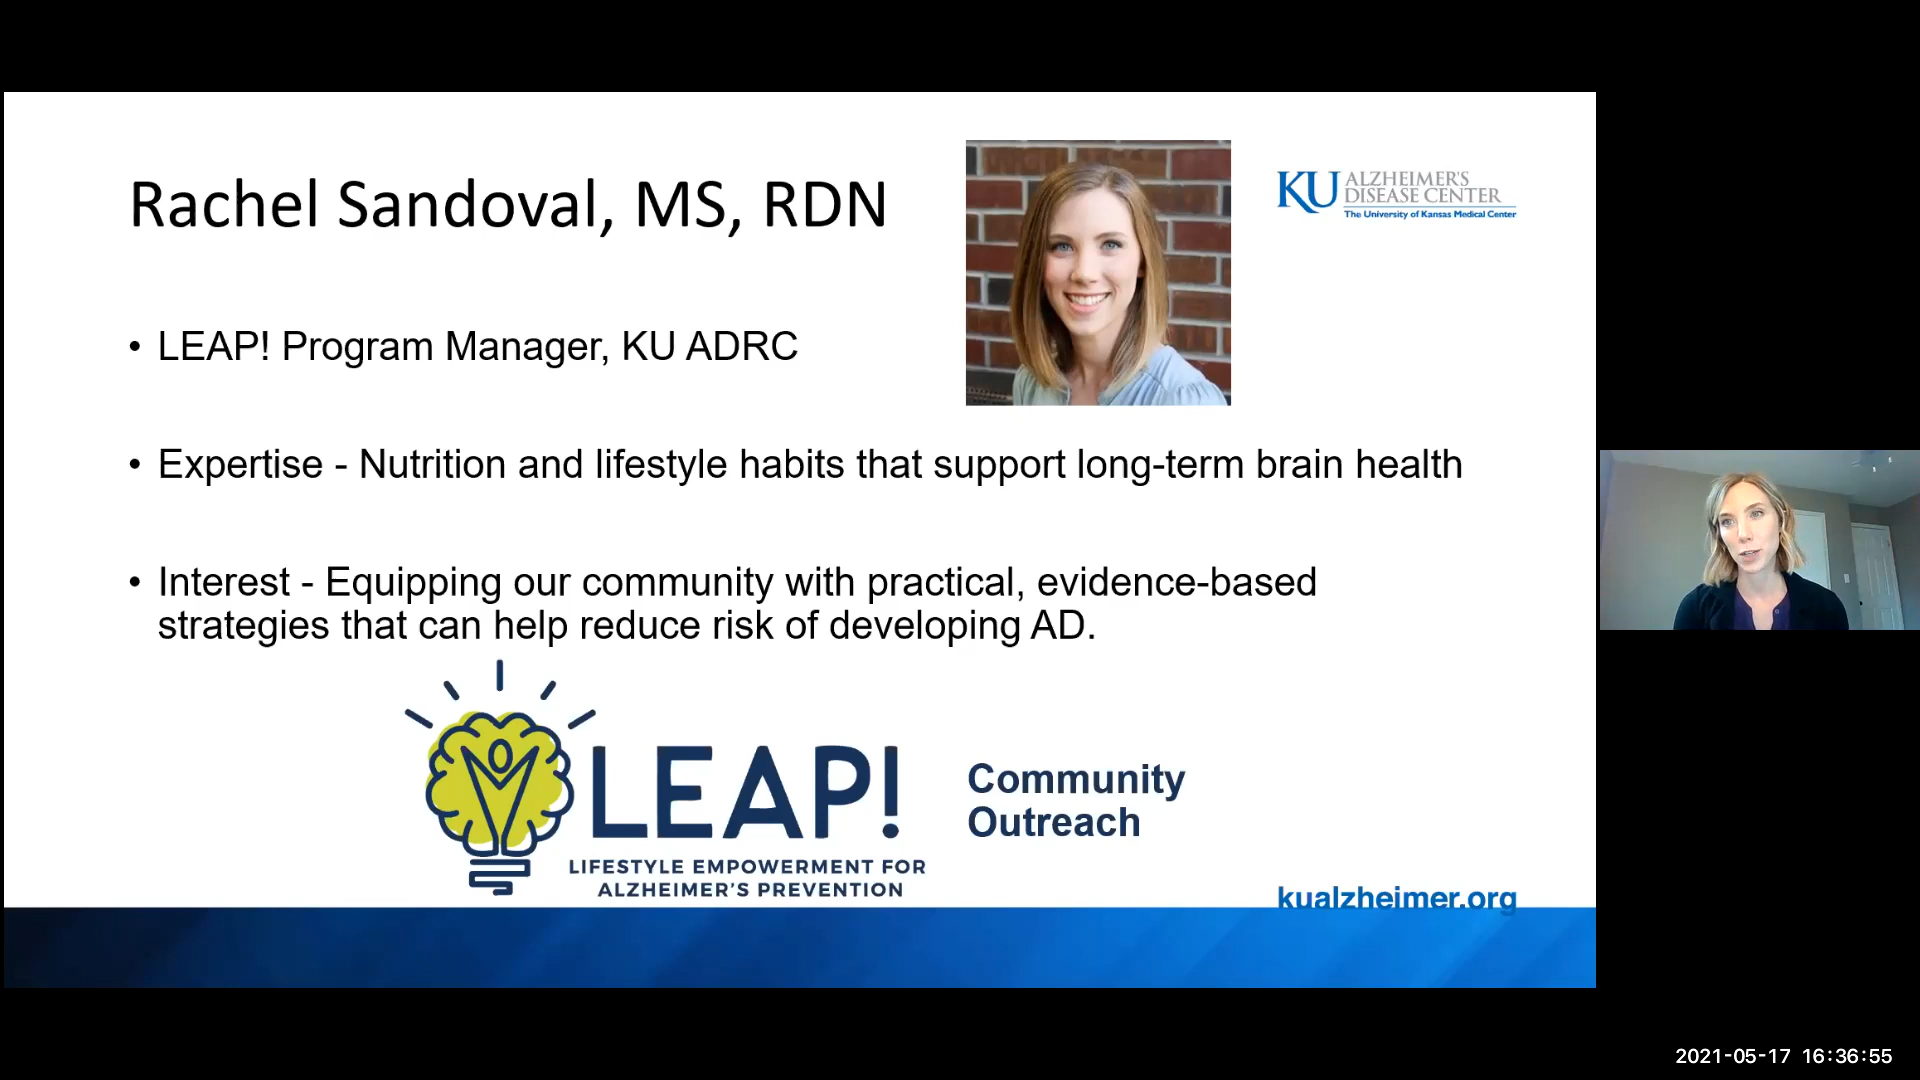 Rachel Sandoval, MS, RDN
KU ALZHEIMER'S
DISEASE CENTER
The University of Kansas Medical Center
• LEAP! Program Manager, KU ADRC
• Expertise - Nutrition and lifestyle habits that support long-term brain health
• Interest - Equipping our community with practical, evidence-based
strategies that can help reduce risk of developing AD.
LEAP!
LIFESTYLE EMPOWERMENT FOR
ALZHEIMER'S PREVENTION
Community
Outreach
kualzheimer.org
2021-05-17 16:36:55